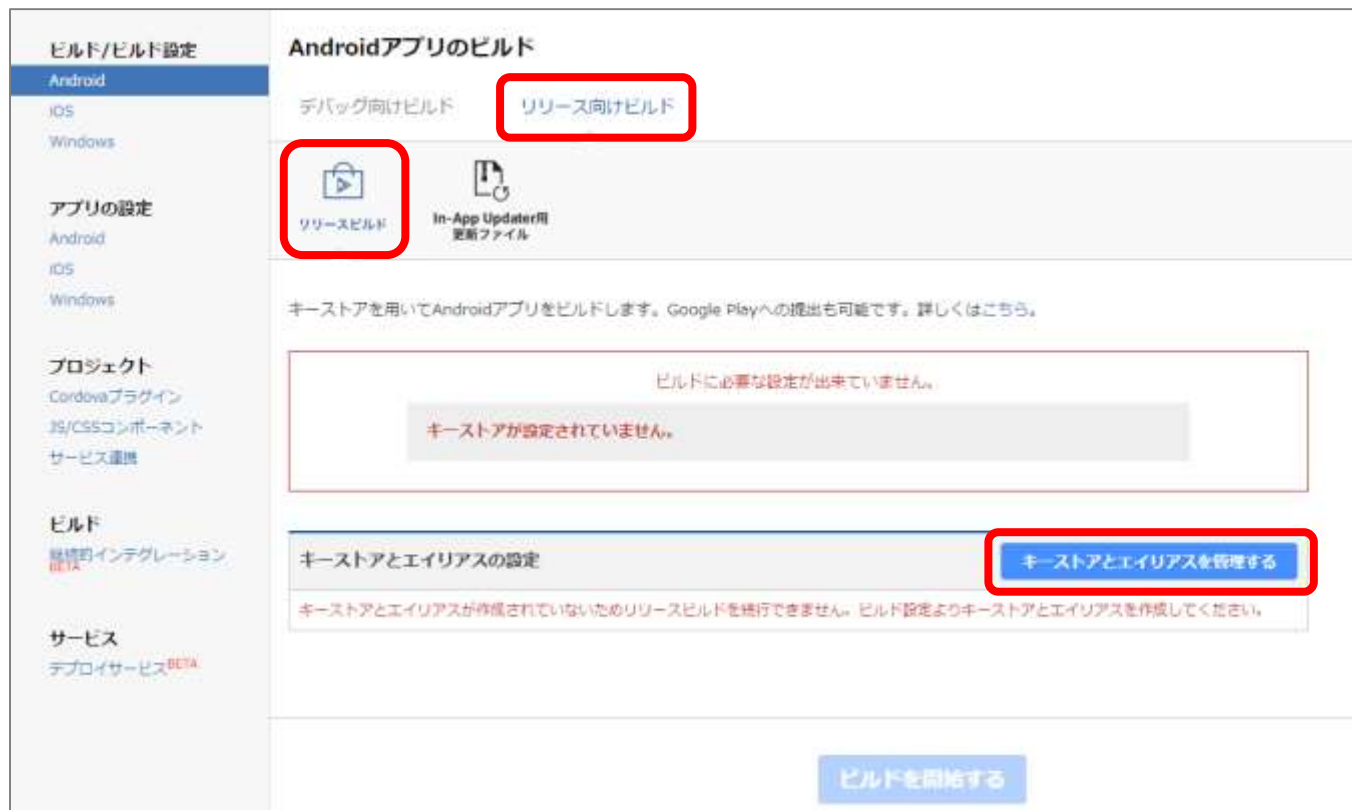 ビルド/ビルド設定
Android
iOS
Windows
アプリの設定
Android
iOS
Windows
プロジェクト
Cordovaプラグイン
JS/CSSコンポーネント
サービス連携
ビルド
継続的インテグレーション
BETA
サービス
デプロイサービスBETA
Androidアプリのビルド
デバッグ向けビルド
リリース向けビルド
リリースビルド
In-App Updater用
更新ファイル
キーストアを用いてAndroidアプリをビルドします。Google Playへの提出も可能です。詳しくはこちら。
ビルドに必要な設定が出来ていません。
キーストアが設定されていません。
キーストアとエイリアスの設定
キーストアとエイリアスを管理する
キーストアとエイリアスが作成されていないためリリースビルドを続行できません。ビルド設定よりキーストアとエイリアスを作成してください。
ビルドを開始する